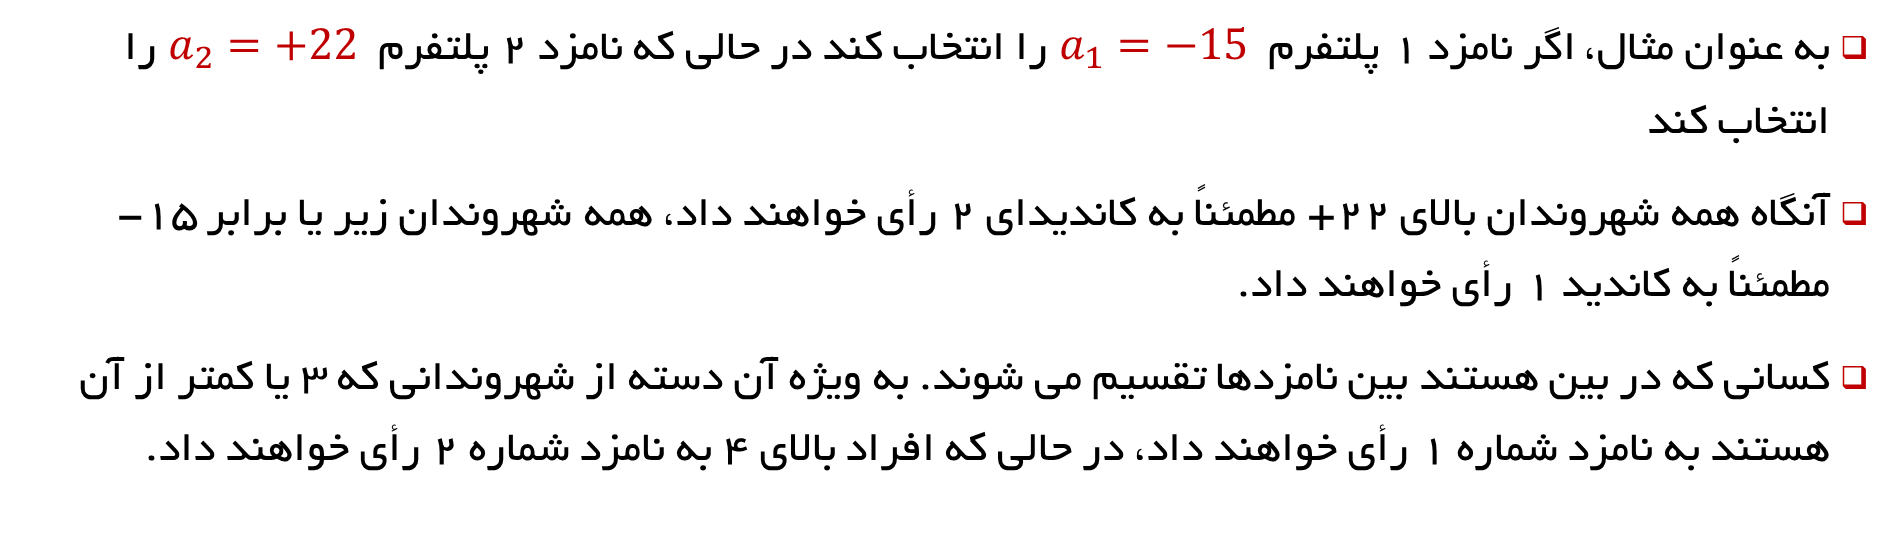 ❑ به عنوان مثال، اگر نامزد ۱ پلتفرم a₁ = −15 را انتخاب کند در حالی که نامزد ۲ پلتفرم a₂ = +22 را
انتخاب کند
❑ آنگاه همه شهروندان بالای ۲۲+ مطمئناً به کاندیدای ۲ رأی خواهند داد، همه شهروندان زیر یا برابر ۱۵-
مطمئناً به کاندید ۱ رأی خواهند داد.
❑ کسانی که در بین هستند بین نامزدها تقسیم می شوند. به ویژه آن دسته از شهروندانی که ۳ یا کمتر از آن
هستند به نامزد شماره ۱ رأی خواهند داد، در حالی که افراد بالای ۴ به نامزد شماره ۲ رأی خواهند داد.